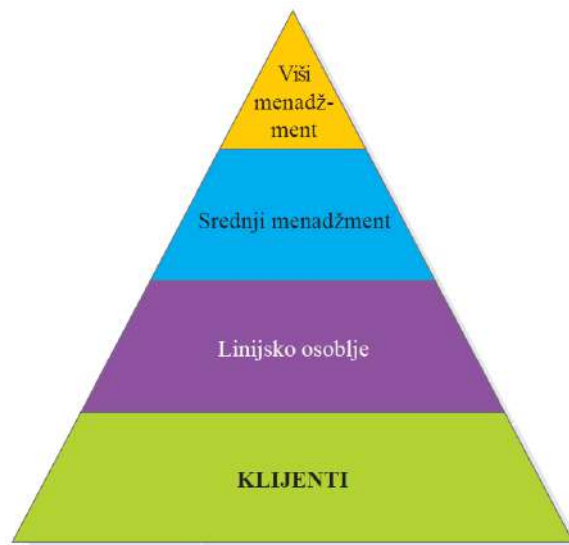 Viši
menadž-
ment
Srednji menadžment
Linijsko osoblje
KLIJENTI